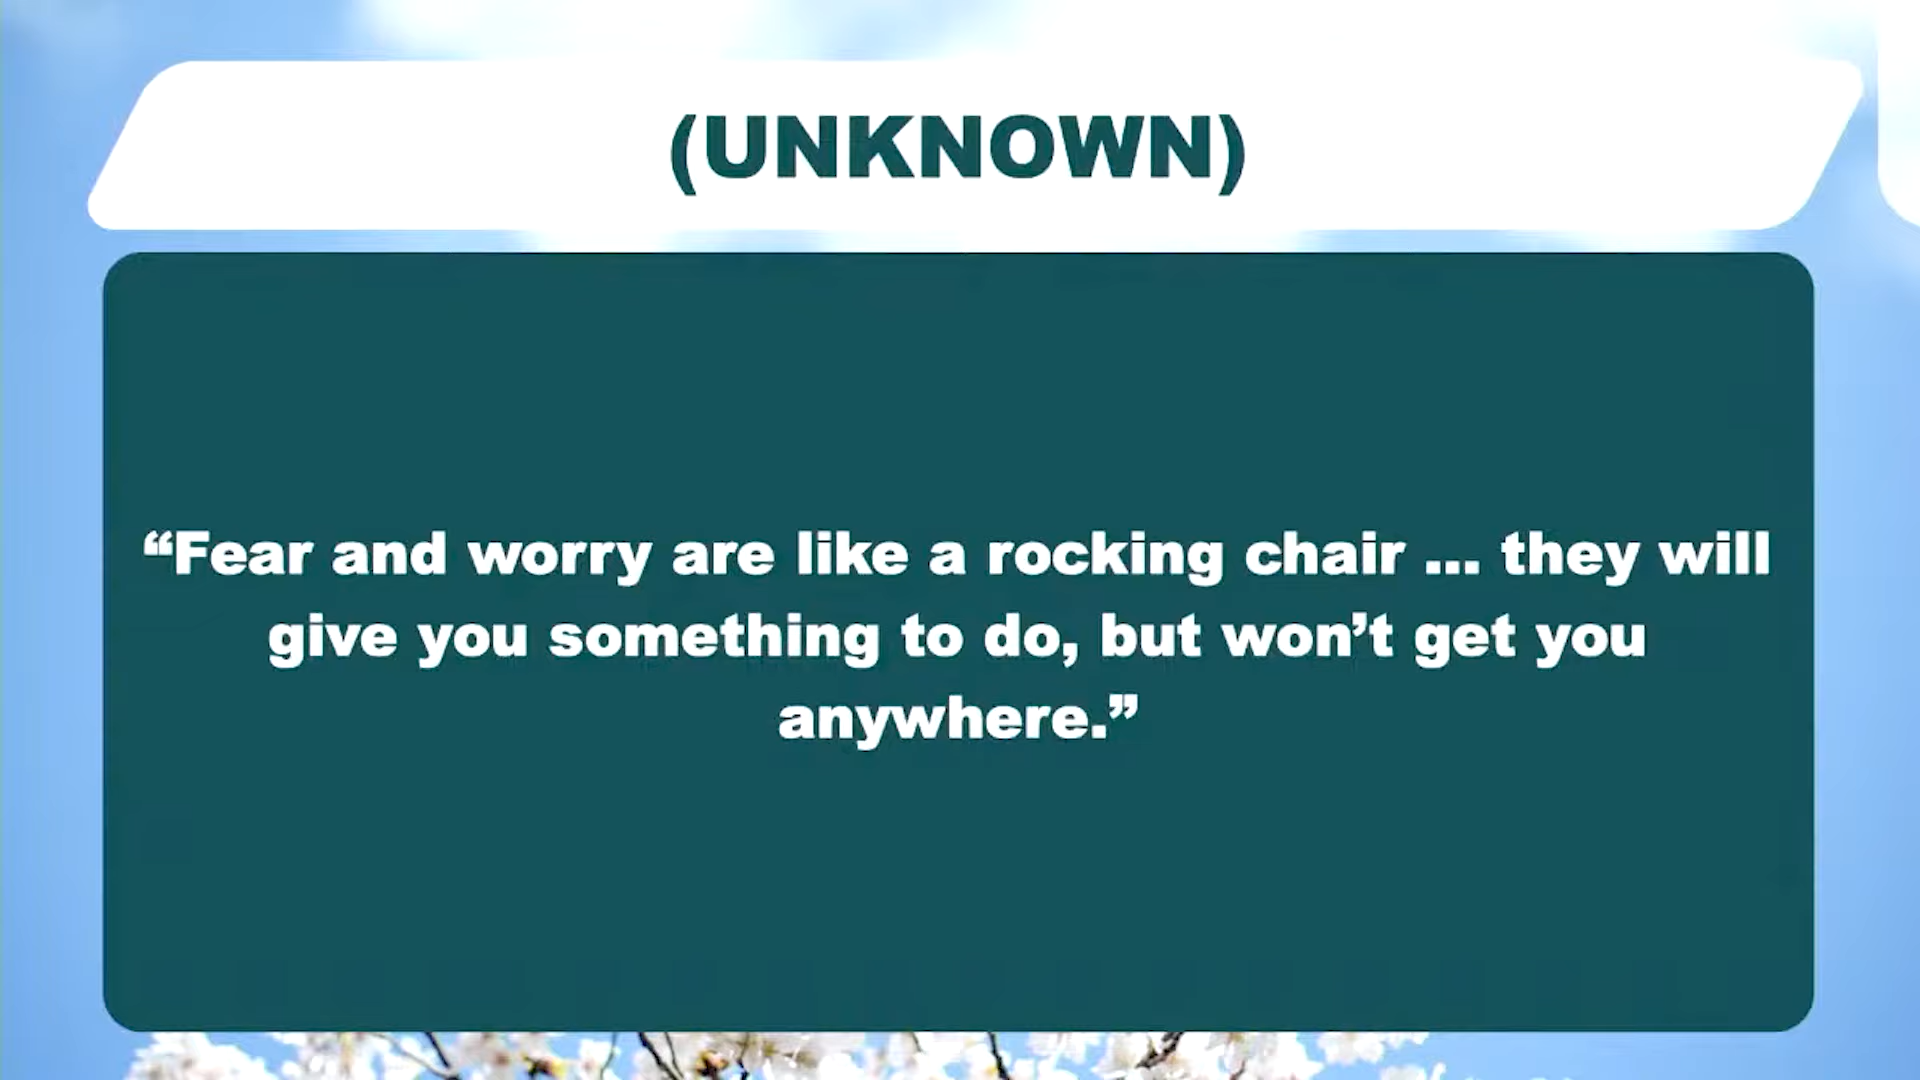 (UNKNOWN)
“Fear and worry are like a rocking chair ... they will
give you something to do, but won’t get you
anywhere.”